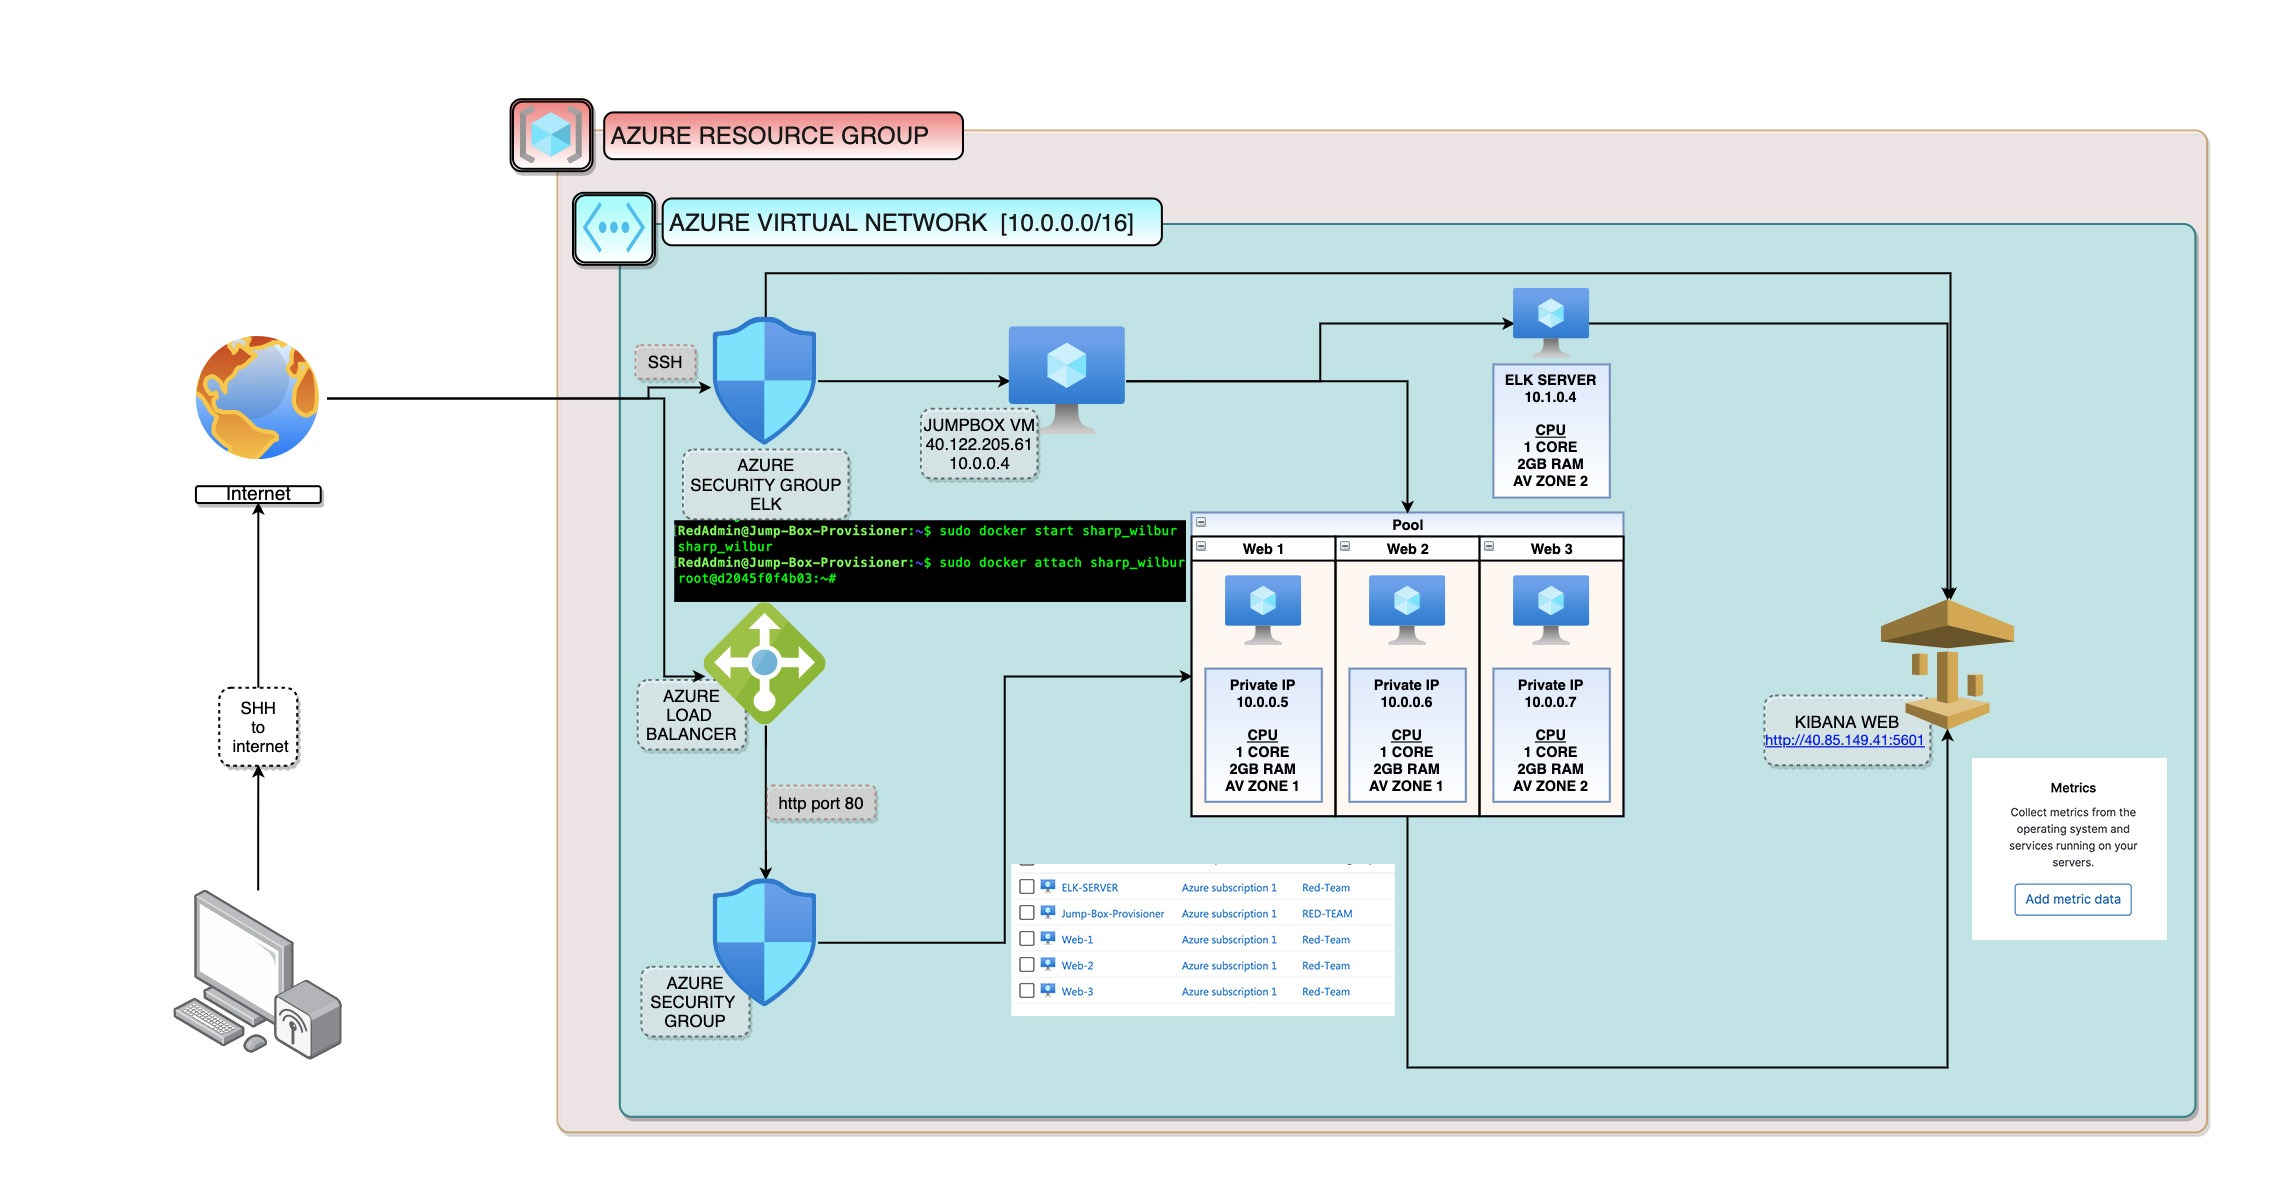 AZURE RESOURCE GROUP
AZURE VIRTUAL NETWORK [10.0.0.0/16]
SSH
JUMPBOX VM
40.122.205.61
10.0.0.4
ELK SERVER
10.1.0.4
CPU
1 CORE
2GB RAM
AV ZONE 2
AZURE
SECURITY GROUP
ELK
Internet
RedAdmin@Jump-Box-Provisioner:~$ sudo docker start sharp_wilbur
sharp_wilbur
RedAdmin@Jump-Box-Provisioner:~$ sudo docker attach sharp_wilbur
root@d2045f0f4b03:~#
Pool
Web 1
Web 2
Web 3
Private IP
10.0.0.5
CPU
1 CORE
2GB RAM
AV ZONE 1
Private IP
10.0.0.6
CPU
1 CORE
2GB RAM
AV ZONE 1
Private IP
10.0.0.7
CPU
1 CORE
2GB RAM
AV ZONE 2
AZURE
LOAD
BALANCER
SHH
to
internet
KIBANA WEB
http://40.85.149.41:5601
http port 80
Metrics
Collect metrics from the
operating system and
services running on your
servers.
Add metric data
ELK-SERVER Azure subscription 1 Red-Team
Jump-Box-Provisioner Azure subscription 1 RED-TEAM
Web-1 Azure subscription 1 Red-Team
Web-2 Azure subscription 1 Red-Team
Web-3 Azure subscription 1 Red-Team
AZURE
SECURITY
GROUP